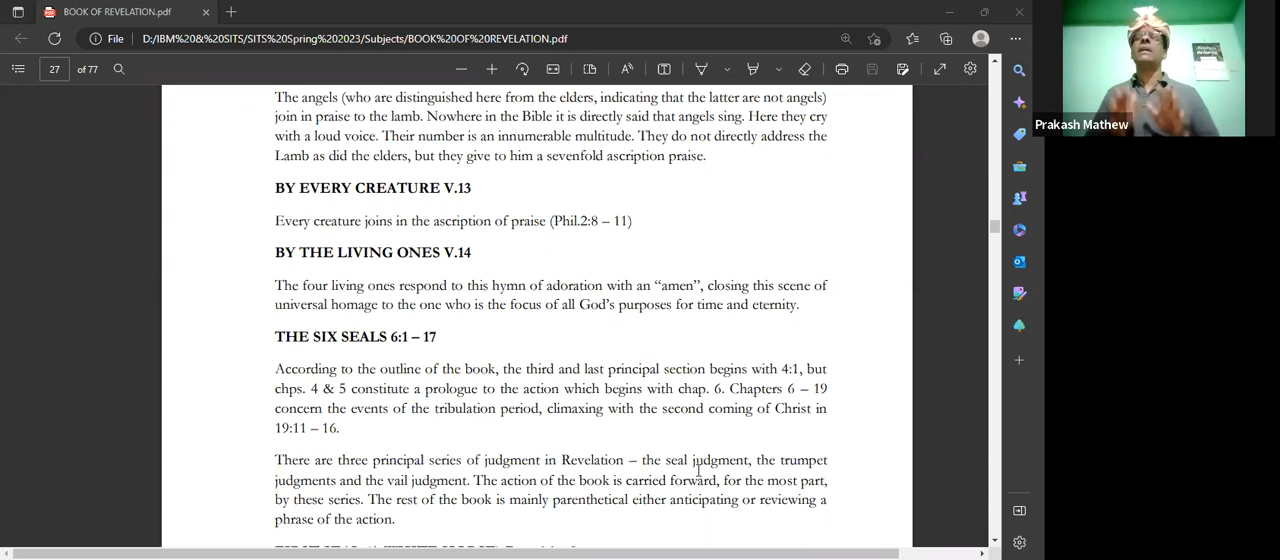 BOOK OF REVELATION.pdf
File
D:/IBM%20&%20SITS/SITS%20Spring%202023/Subjects/BOOK%20OF%20REVELATION.pdf
27 of 77
The angels (who are distinguished here from the elders, indicating that the latter are not angels)
join in praise to the lamb. Nowhere in the Bible it is directly said that angels sing. Here they cry
with a loud voice. Their number is an innumerable multitude. They do not directly address the
Lamb as did the elders, but they give to him a sevenfold ascription praise.
BY EVERY CREATURE V.13
Every creature joins in the ascription of praise (Phil.2:8 – 11)
BY THE LIVING ONES V.14
The four living ones respond to this hymn of adoration with an “amen”, closing this scene of
universal homage to the one who is the focus of all God’s purposes for time and eternity.
THE SIX SEALS 6:1 – 17
According to the outline of the book, the third and last principal section begins with 4:1, but
chps. 4 & 5 constitute a prologue to the action which begins with chap. 6. Chapters 6 – 19
concern the events of the tribulation period, climaxing with the second coming of Christ in
19:11 – 16.
There are three principal series of judgment in Revelation – the seal judgment, the trumpet
judgments and the vail judgment. The action of the book is carried forward, for the most part,
by these series. The rest of the book is mainly parenthetical either anticipating or reviewing a
phrase of the action.
Prakash Mathew